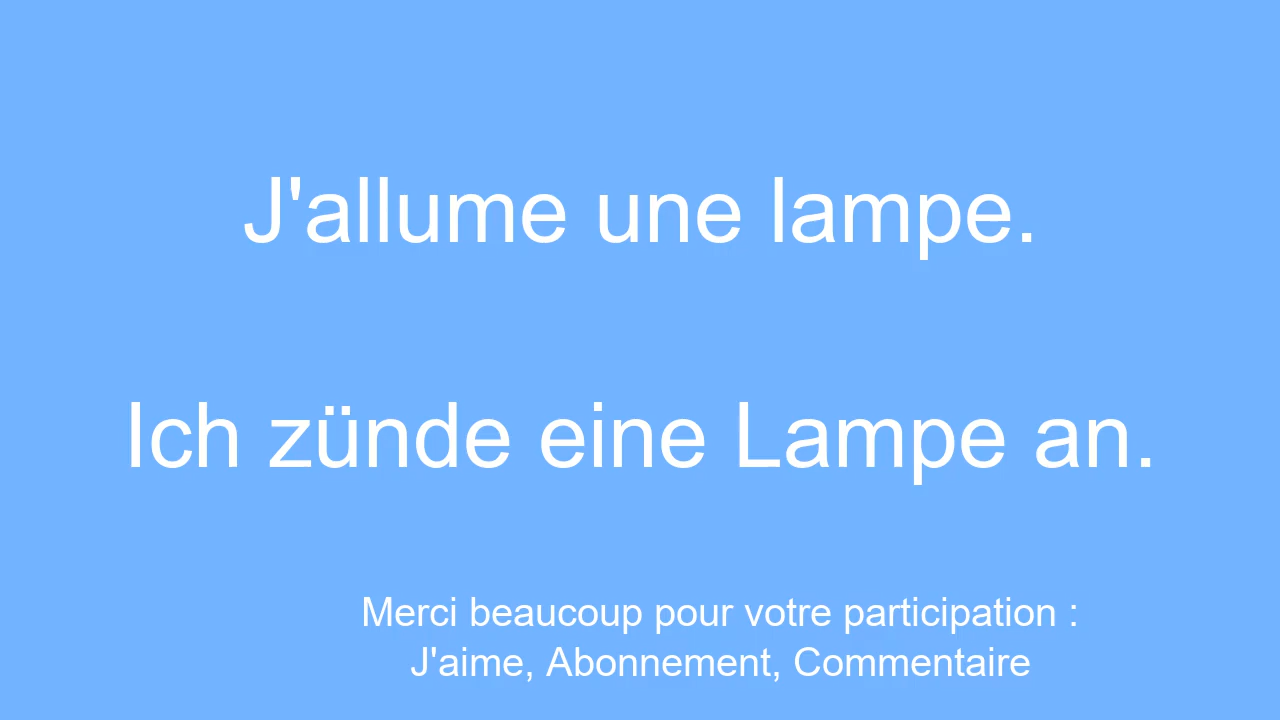 J'allume une lampe.
Ich zünde eine Lampe an.
Merci beaucoup pour votre participation :
J'aime, Abonnement, Commentaire